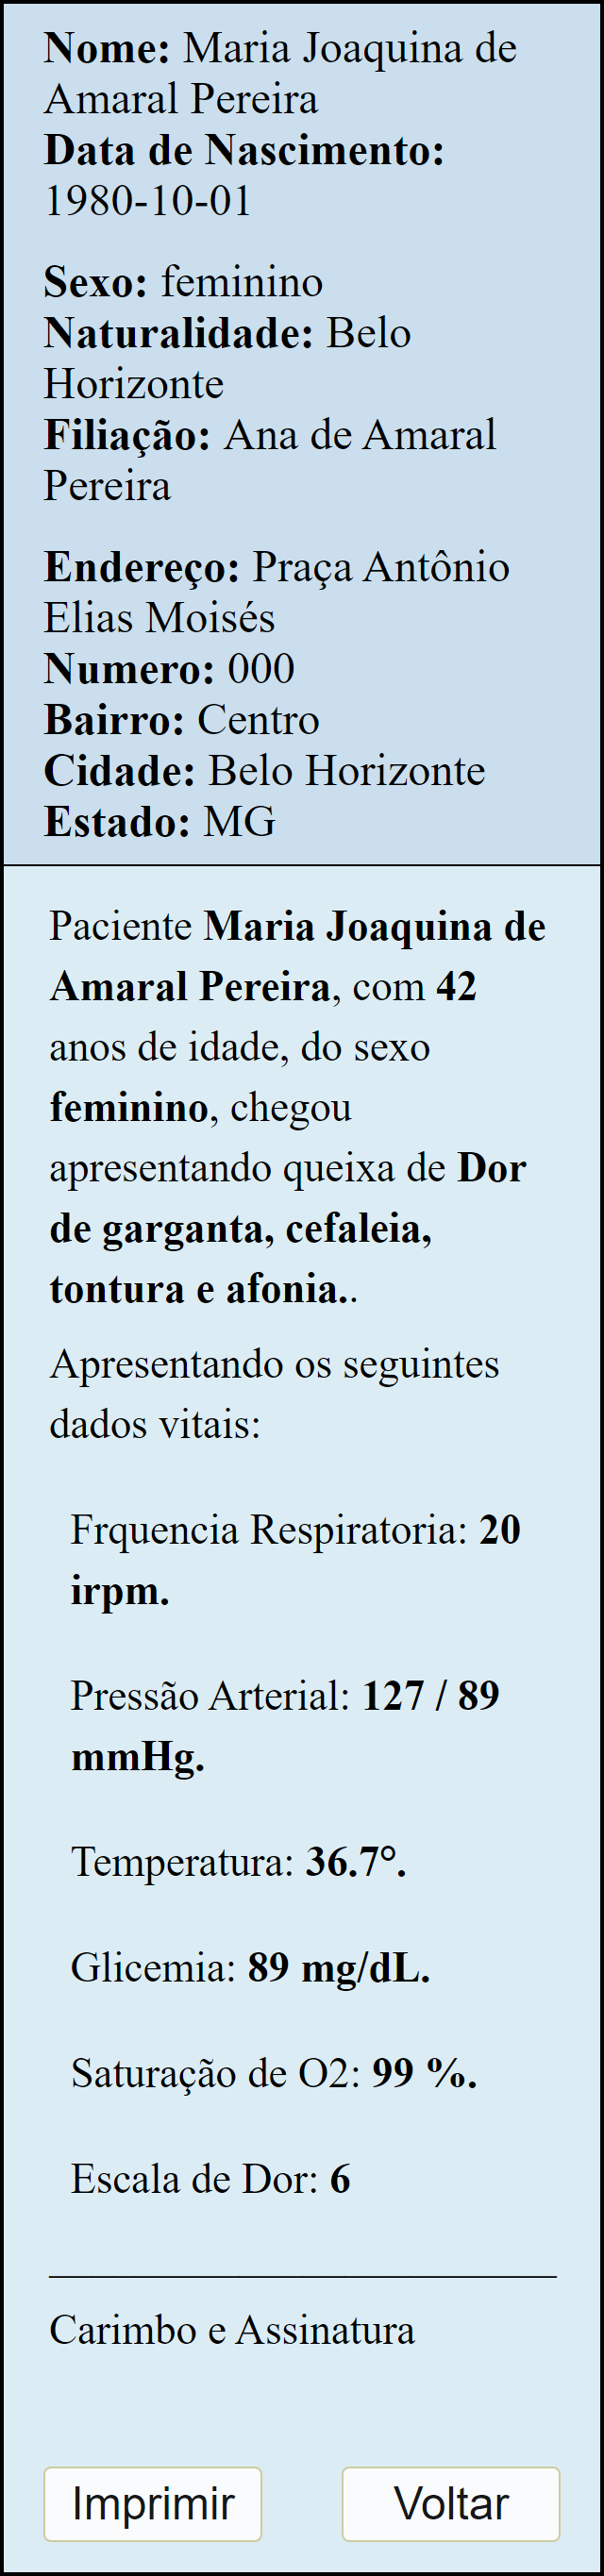 Nome: Maria Joaquina de
Amaral Pereira
Data de Nascimento:
1980-10-01
Sexo: feminino
Naturalidade: Belo
Horizonte
Filiação: Ana de Amaral
Pereira
Endereço: Praça Antônio
Elias Moisés
Numero: 000
Bairro: Centro
Cidade: Belo Horizonte
Estado: MG
Paciente Maria Joaquina de
Amaral Pereira, com 42
anos de idade, do sexo
feminino, chegou
apresentando queixa de Dor
de garganta, cefaleia,
tontura e afonia..
Apresentando os seguintes
dados vitais:
Frquencia Respiratoria: 20
irpm.
Pressão Arterial: 127 / 89
mmHg.
Temperatura: 36.7°.
Glicemia: 89 mg/dL.
Saturação de O2: 99 %.
Escala de Dor: 6
Carimbo e Assinatura
Imprimir Voltar